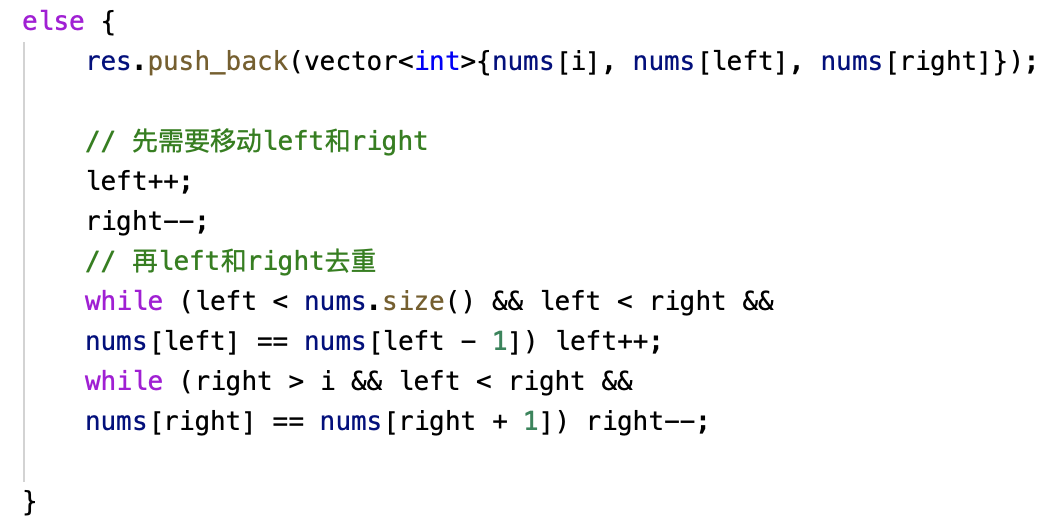 else {
    res.push_back(vector<int>{nums[i], nums[left], nums[right]});
    // 先需要移动left和right
    left++;
    right--;
    // 再left和right去重
    while (left < nums.size() && left < right &&
    nums[left] == nums[left - 1]) left++;
    while (right > i && left < right &&
    nums[right] == nums[right + 1]) right--;
}